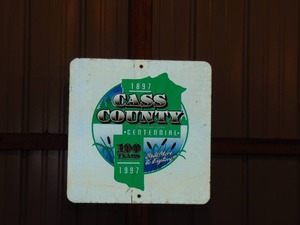 1897
CASS
COUNTY
CENTENNIAL
100
YEARS
1997